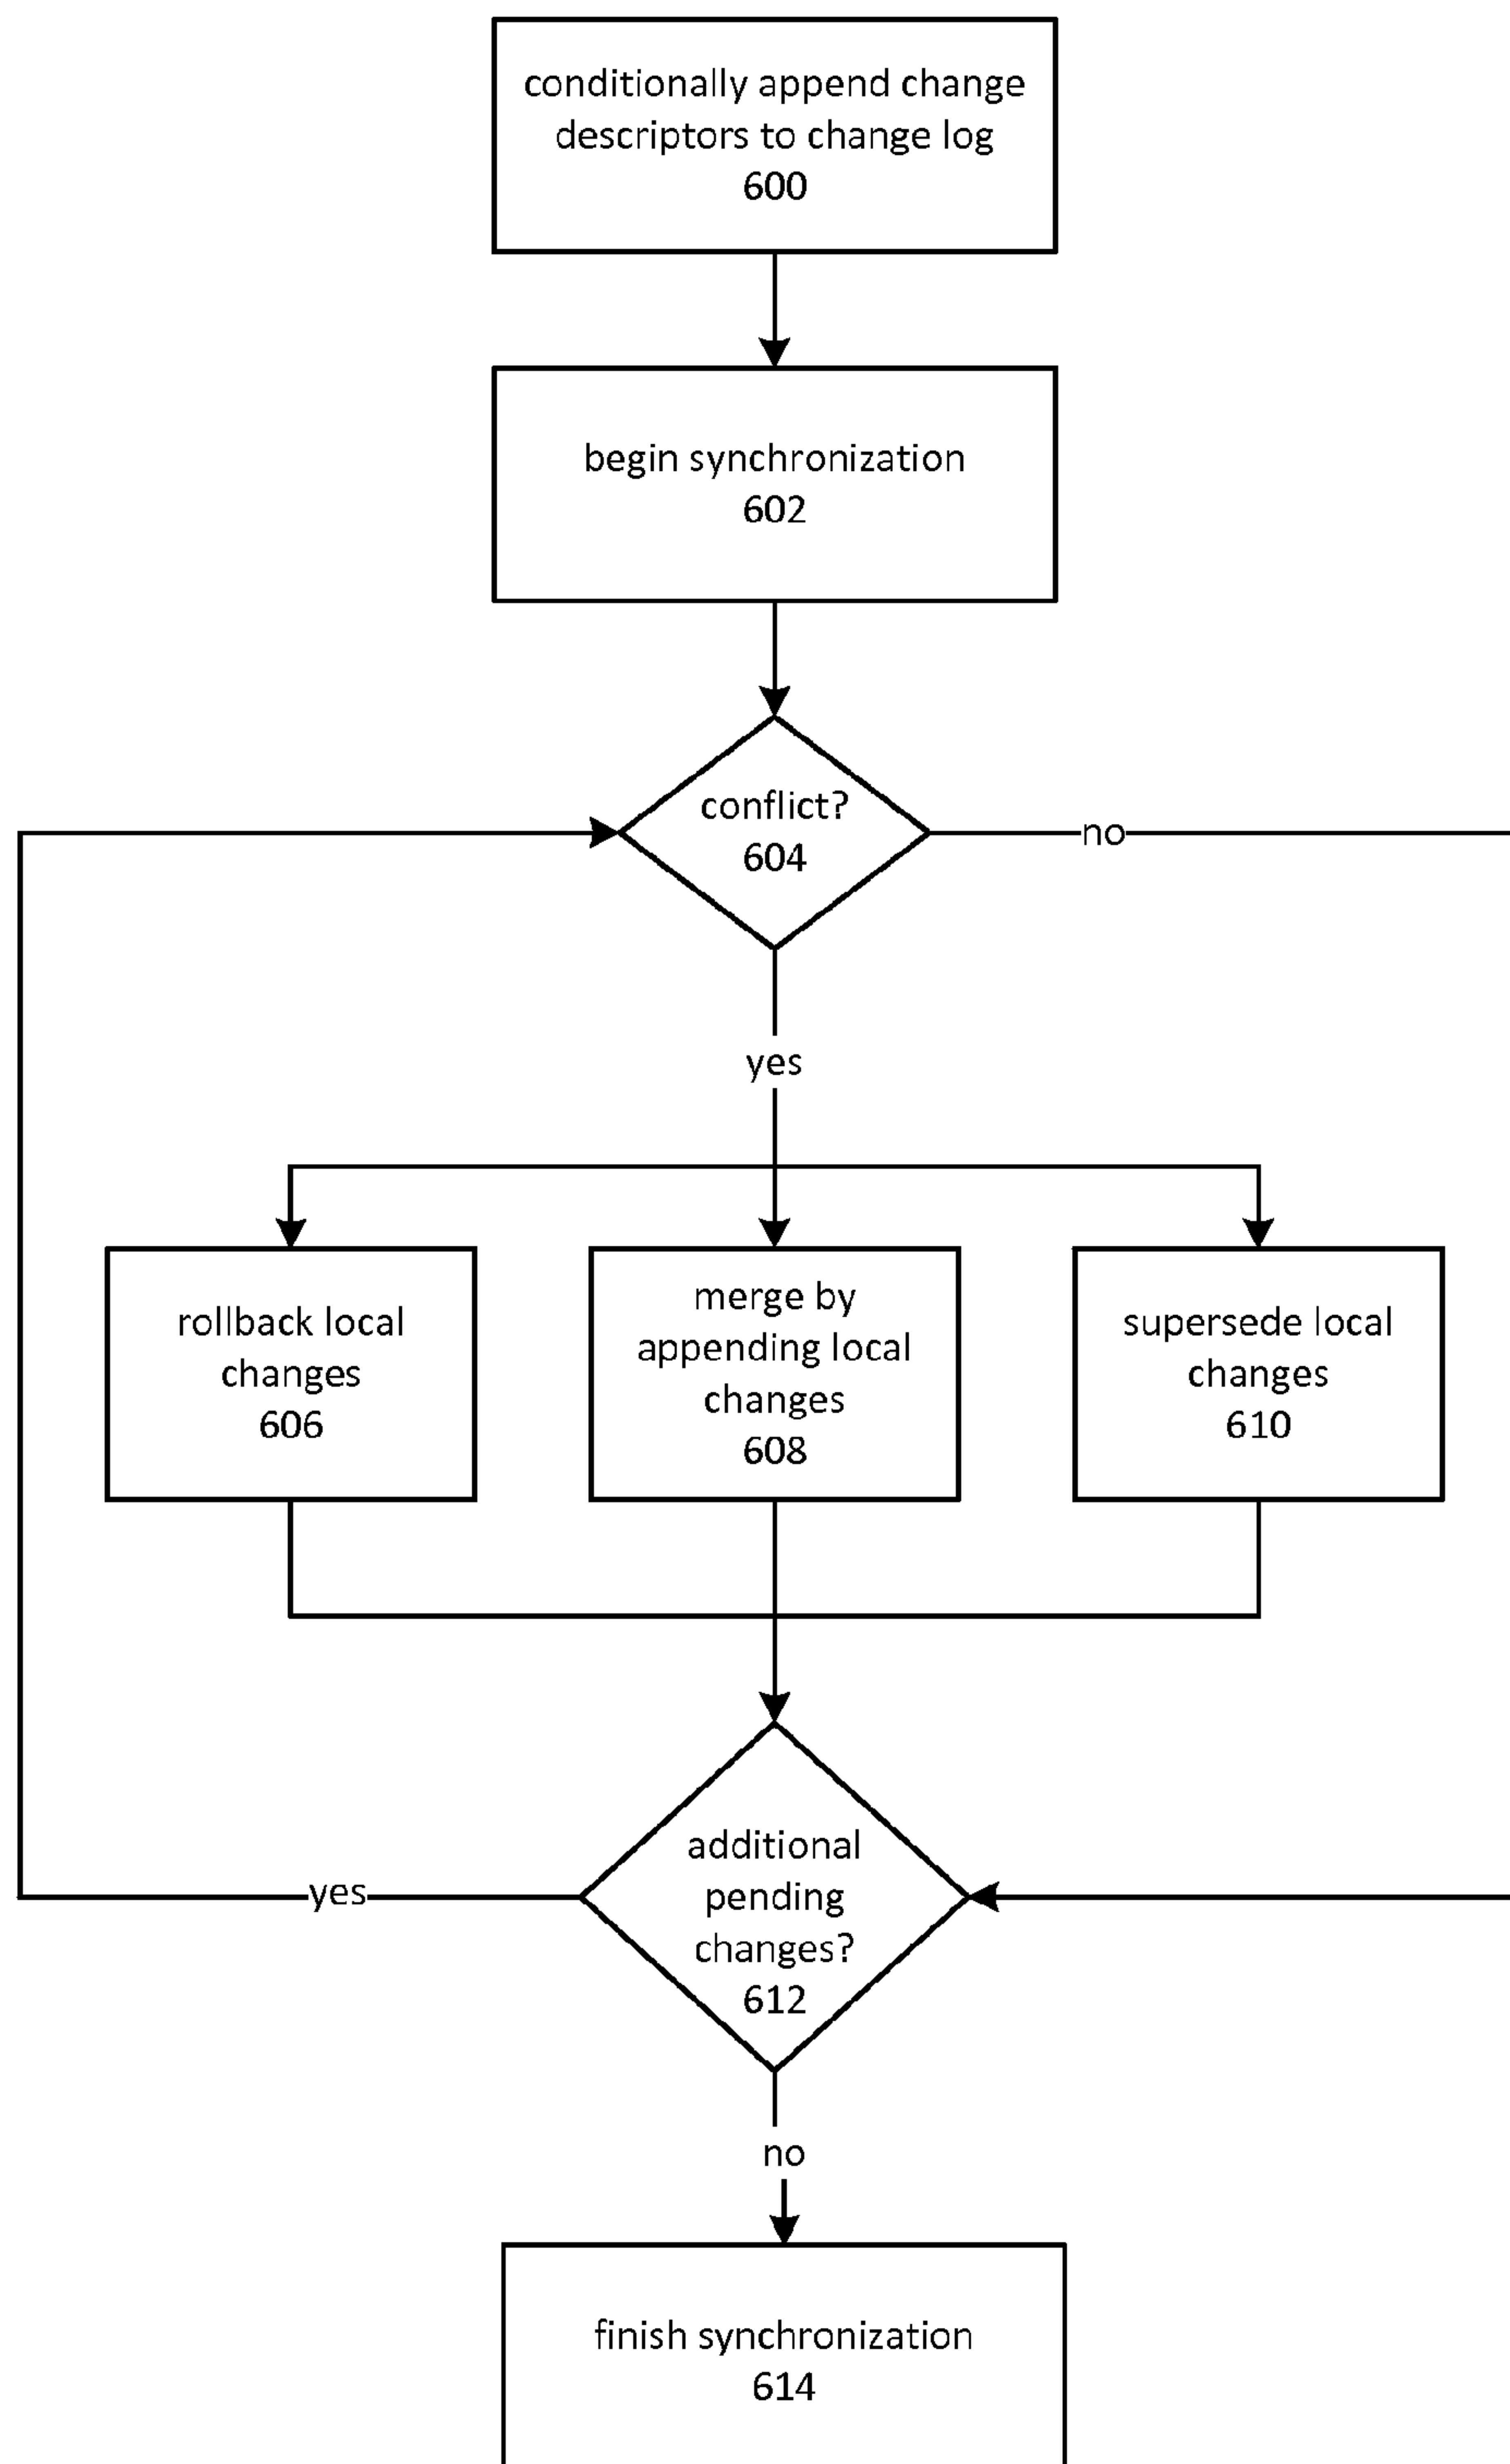 conditionally append change
descriptors to change log
600
begin synchronization
602
conflict?
604
no
yes
rollback local
changes
606
merge by
appending local
changes
608
supersede local
changes
610
additional
pending
changes?
612
yes
no
finish synchronization
614